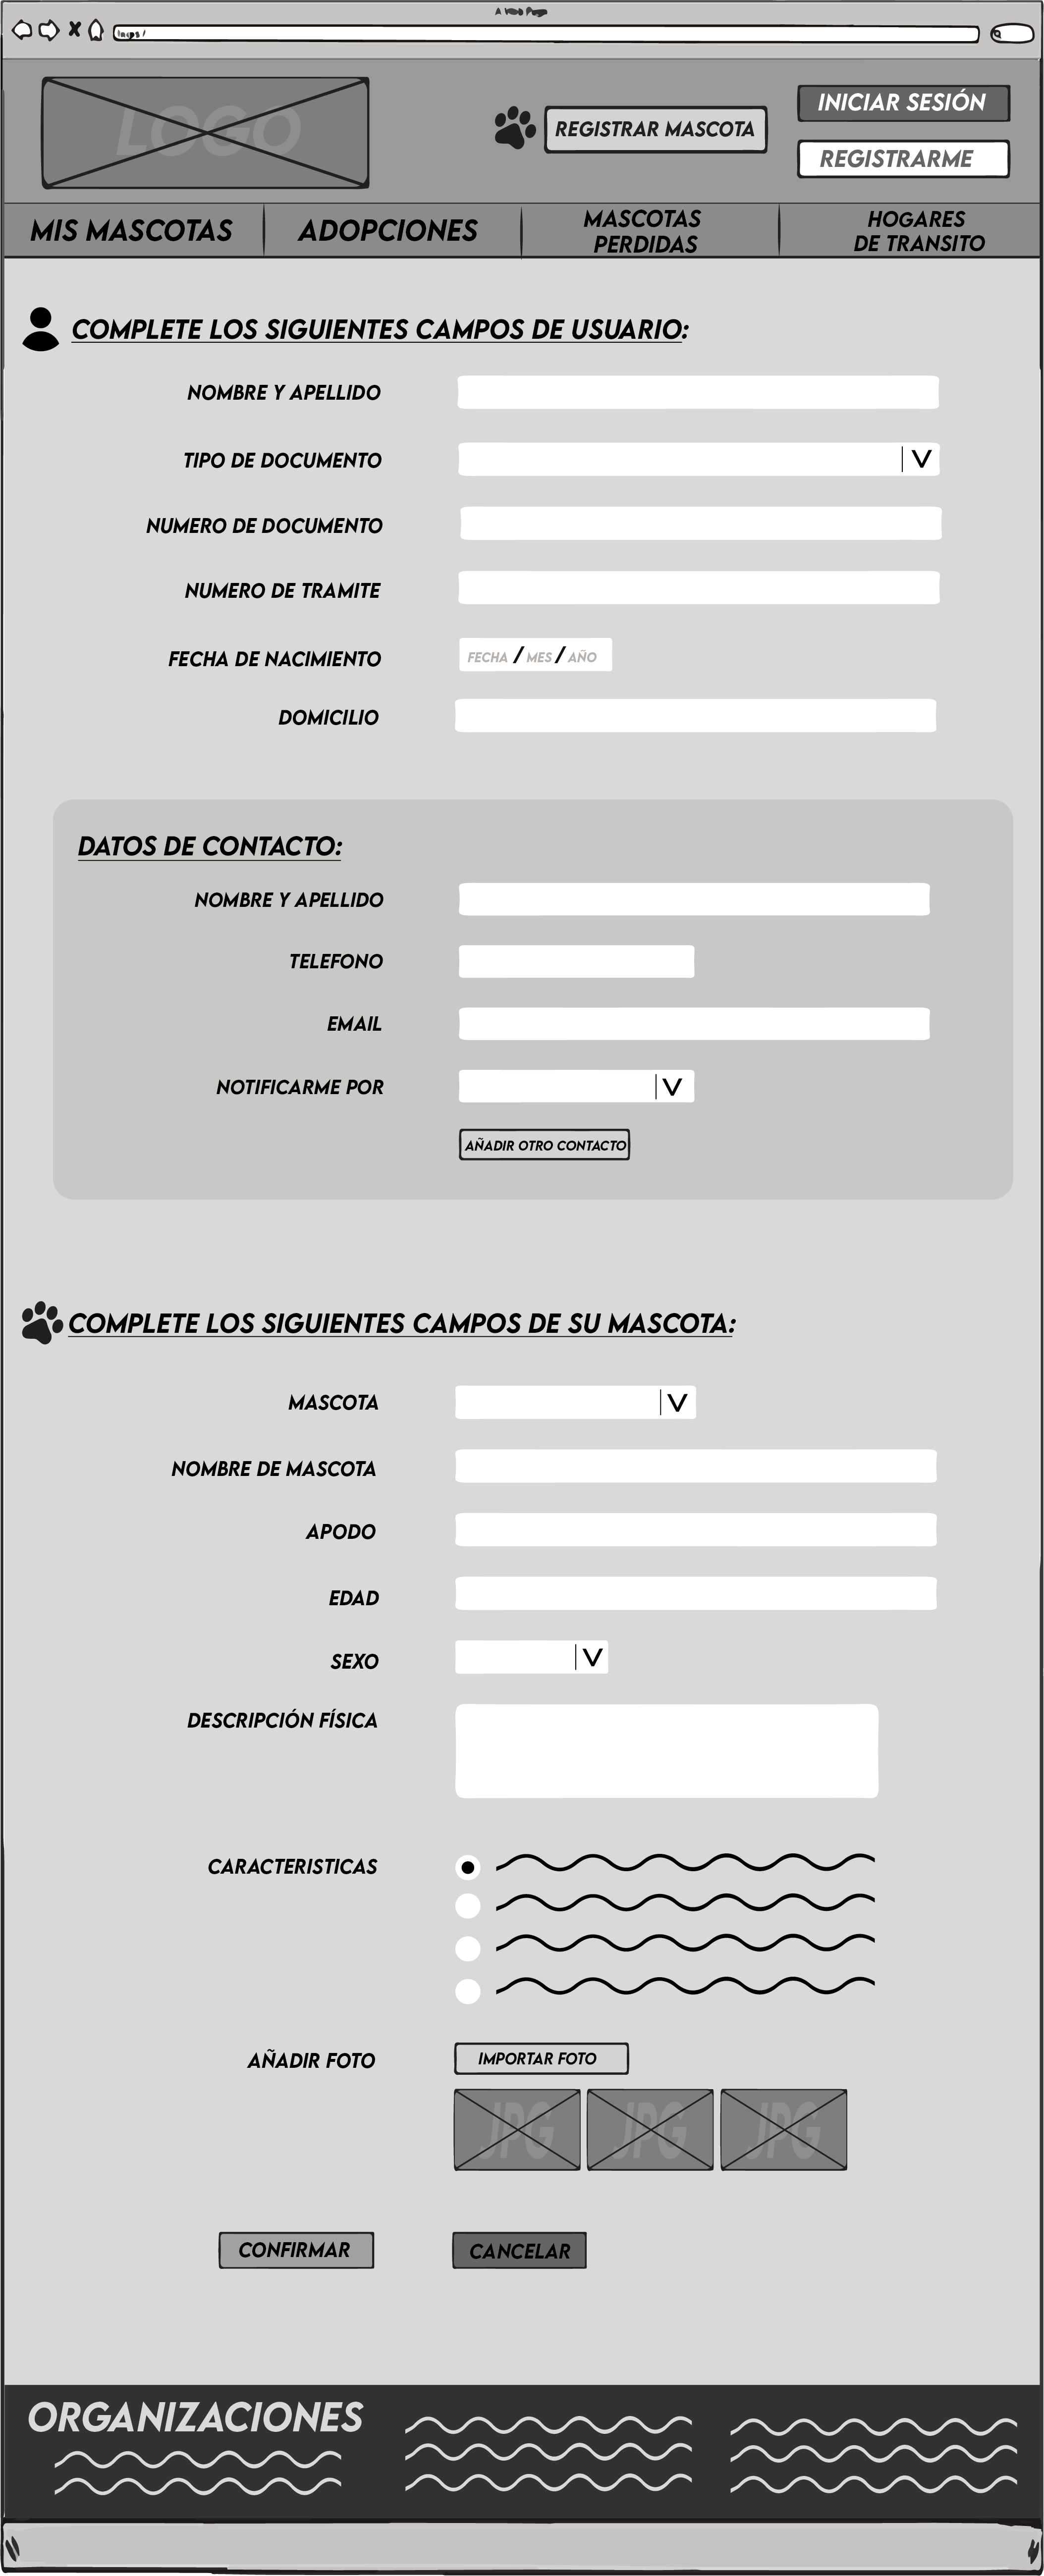 A Web Page
https /
LOGO
REGISTRAR MASCOTA
INICIAR SESIÓN
REGISTRARME
MIS MASCOTAS
ADOPCIONES
MASCOTAS
PERDIDAS
HOGARES
DE TRANSITO
COMPLETE LOS SIGUIENTES CAMPOS DE USUARIO:
NOMBRE Y APELLIDO
TIPO DE DOCUMENTO
NUMERO DE DOCUMENTO
NUMERO DE TRAMITE
FECHA DE NACIMIENTO
FECHA / MES / AÑO
DOMICILIO
DATOS DE CONTACTO:
NOMBRE Y APELLIDO
TELEFONO
EMAIL
NOTIFICARME POR
AÑADIR OTRO CONTACTO
COMPLETE LOS SIGUIENTES CAMPOS DE SU MASCOTA:
MASCOTA
NOMBRE DE MASCOTA
APODO
EDAD
SEXO
DESCRIPCIÓN FÍSICA
CARACTERISTICAS
AÑADIR FOTO
IMPORTAR FOTO
JPG JPG JPG
CONFIRMAR
CANCELAR
ORGANIZACIONES